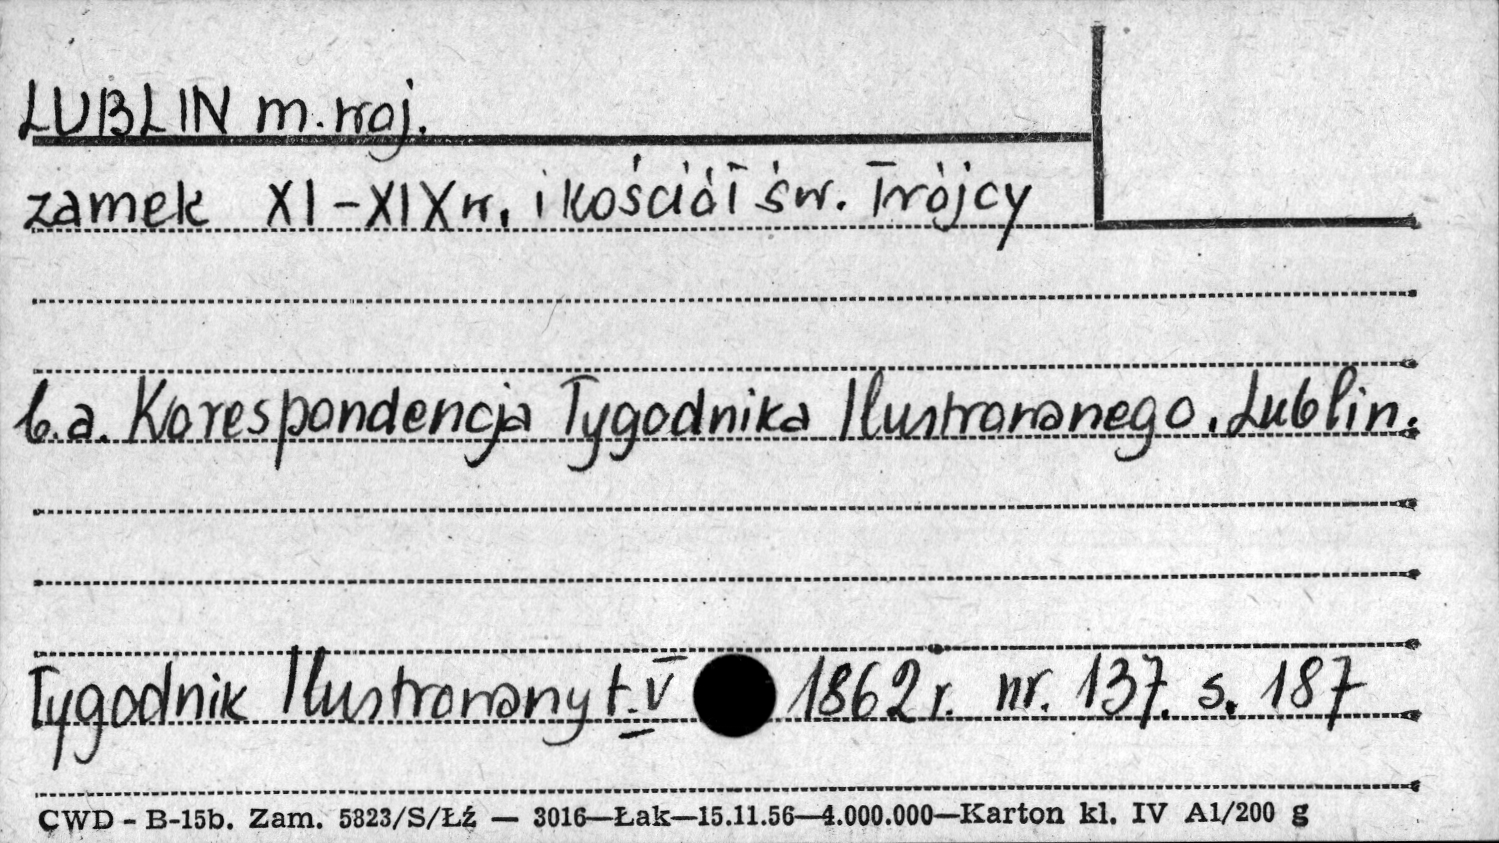 LUBLIN m. woj.
zamek XI-XIX w. i kościół św. Trójcy
b.a. Korespondencja Tygodnika Ilustrowanego. Lublin.
Tygodnik Ilustrowany t. V 1862 r. nr. 137. s. 187
CWD - B-15b. Zam. 5823/S/Łź — 3016—Łak—15.11.56—4.000.000—Karton kl. IV A1/200 g